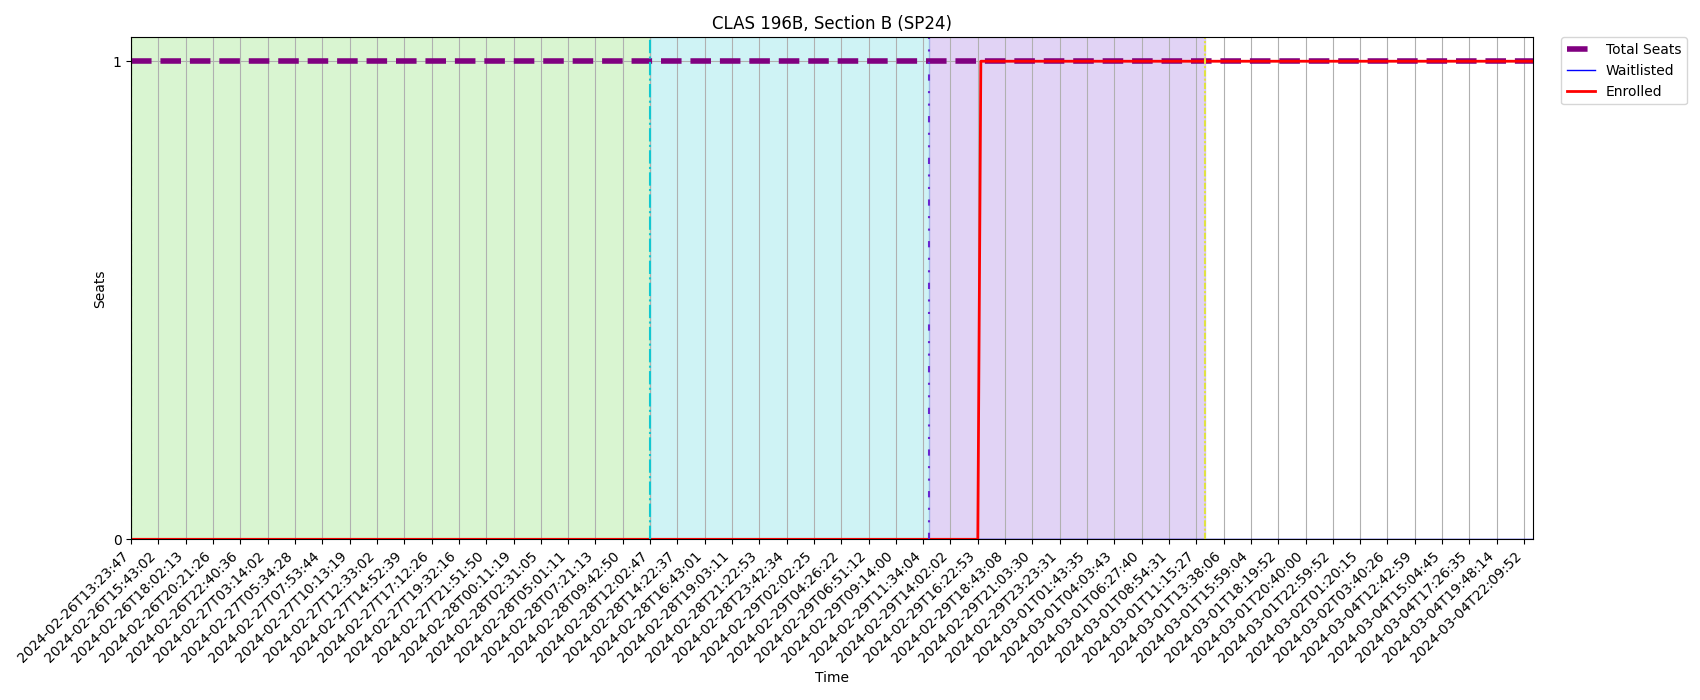 CLAS 196B, Section B (SP24)
Total Seats
Waitlisted
Enrolled
1
Seats
0
2024-02-26T13:23:47
2024-02-26T15:43:02
2024-02-26T18:02:13
2024-02-26T20:21:26
2024-02-26T22:40:36
2024-02-27T03:14:02
2024-02-27T05:34:28
2024-02-27T07:53:44
2024-02-27T10:13:19
2024-02-27T12:33:02
2024-02-27T14:52:39
2024-02-27T17:12:26
2024-02-27T19:32:16
2024-02-27T21:51:50
2024-02-28T00:11:19
2024-02-28T02:31:05
2024-02-28T05:01:11
2024-02-28T07:21:13
2024-02-28T09:42:50
2024-02-28T12:02:47
2024-02-28T14:22:37
2024-02-28T16:43:01
2024-02-28T19:03:11
2024-02-28T21:22:53
2024-02-28T23:42:34
2024-02-29T02:02:25
2024-02-29T04:26:22
2024-02-29T06:51:12
2024-02-29T09:14:00
2024-02-29T11:34:04
2024-02-29T14:02:02
2024-02-29T16:22:53
2024-02-29T18:43:08
2024-02-29T21:03:30
2024-02-29T23:23:31
2024-03-01T01:43:35
2024-03-01T04:03:43
2024-03-01T06:27:40
2024-03-01T08:54:31
2024-03-01T11:15:27
2024-03-01T13:38:06
2024-03-01T15:59:04
2024-03-01T18:19:52
2024-03-01T20:40:00
2024-03-01T22:59:52
2024-03-02T01:20:15
2024-03-02T03:40:26
2024-03-04T12:42:59
2024-03-04T15:04:45
2024-03-04T17:26:35
2024-03-04T19:48:14
2024-03-04T22:09:52
Time